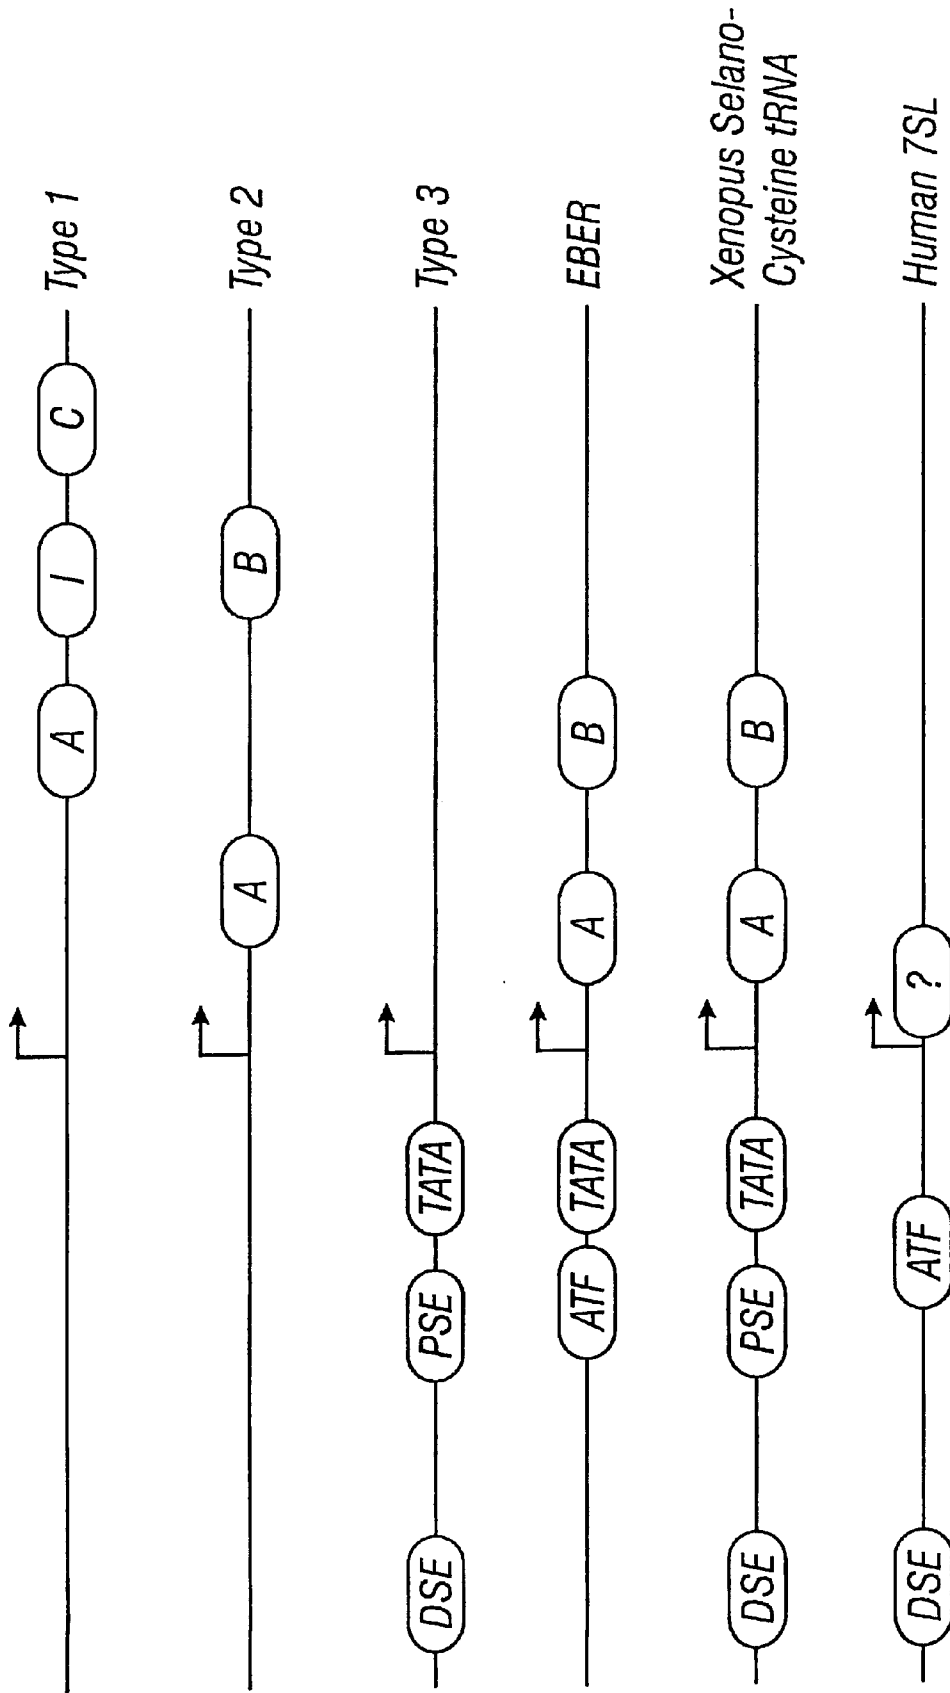 A I C Type 1
A B Type 2
DSE PSE TATA Type 3
ATF TATA A B EBER
DSE PSE TATA A B Xenopus Selano-
Cysteine tRNA
DSE ATF ? Human 7SL